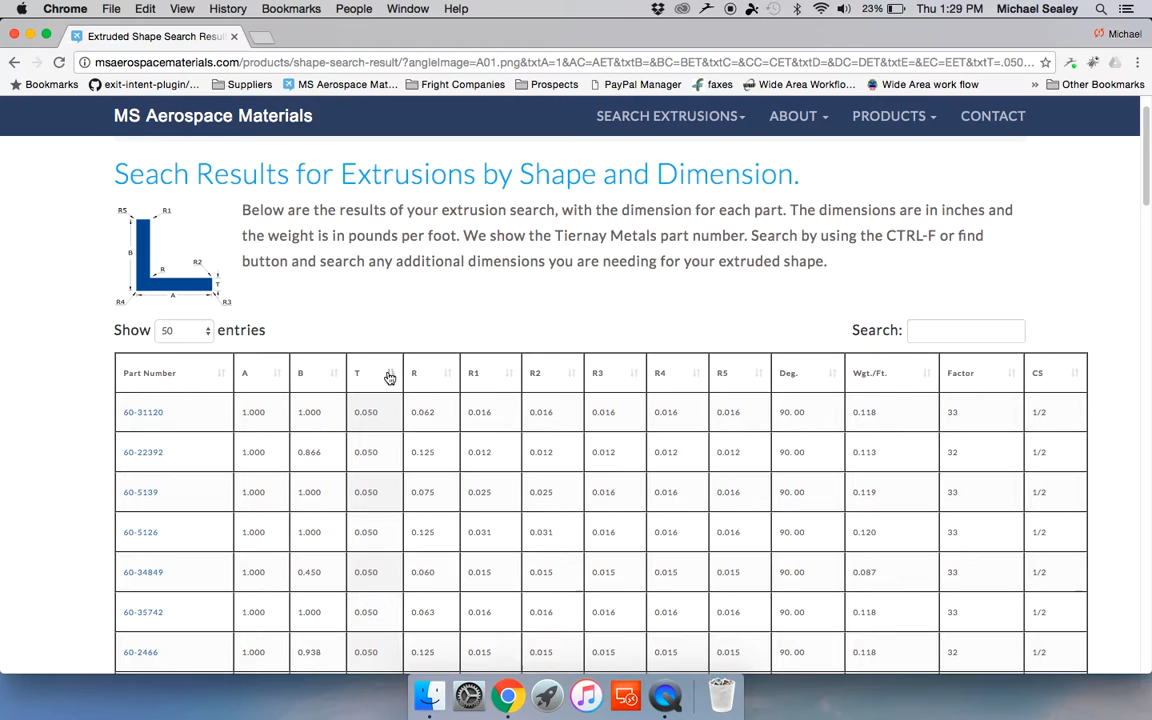 Chrome File Edit View History Bookmarks People Window Help 23% Thu 1:29 PM Michael Sealey
Extruded Shape Search Resul Michael
msaerospacematerials.com/products/shape-search-result/?angleImage=A01.png&txtA=1&AC=AET&txtB=&BC=BET&txtC=&CC=CET&txtD=&DC=DET&txtE=&EC=EET&txtT=.050...
Bookmarks exit-intent-plugin/... Suppliers MS Aerospace Mat... Fright Companies Prospects PayPal Manager faxes Wide Area Workflo... Wide Area work flow » Other Bookmarks
MS Aerospace Materials SEARCH EXTRUSIONS ABOUT PRODUCTS CONTACT
Seach Results for Extrusions by Shape and Dimension.
R5 R1 B R R2 T A R4 R3
Below are the results of your extrusion search, with the dimension for each part. The dimensions are in inches and
the weight is in pounds per foot. We show the Tiernay Metals part number. Search by using the CTRL-F or find
button and search any additional dimensions you are needing for your extruded shape.
Show 50 entries Search:
Part Number A B T R R1 R2 R3 R4 R5 Deg. Wgt./Ft. Factor CS
60-31120 1.000 1.000 0.050 0.062 0.016 0.016 0.016 0.016 0.016 90. 00 0.118 33 1/2
60-22392 1.000 0.866 0.050 0.125 0.012 0.012 0.012 0.012 0.012 90. 00 0.113 32 1/2
60-5139 1.000 1.000 0.050 0.075 0.025 0.025 0.016 0.016 0.016 90. 00 0.119 33 1/2
60-5126 1.000 1.000 0.050 0.125 0.031 0.031 0.016 0.016 0.016 90. 00 0.120 33 1/2
60-34849 1.000 0.450 0.050 0.060 0.015 0.015 0.015 0.015 0.015 90. 00 0.087 33 1/2
60-35742 1.000 1.000 0.050 0.063 0.016 0.016 0.016 0.016 0.016 90. 00 0.118 33 1/2
60-2466 1.000 0.938 0.050 0.125 0.015 0.015 0.015 0.015 0.015 90. 00 0.118 32 1/2